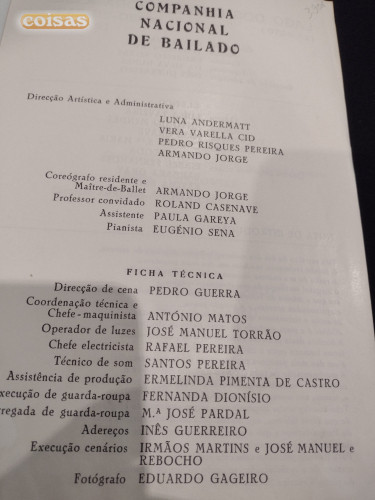 coisas
COMPANHIA
NACIONAL
DE BAILADO
Direcção Artística e Administrativa
LUNA ANDERMATT
VERA VARELLA CID
PEDRO RISQUES PEREIRA
ARMANDO JORGE
Coreógrafo residente e
Maître-de-Ballet ARMANDO JORGE
Professor convidado ROLAND CASENAVE
Assistente PAULA GAREYA
Pianista EUGÉNIO SENA
FICHA TÉCNICA
Direcção de cena PEDRO GUERRA
Coordenação técnica e
Chefe-maquinista ANTÓNIO MATOS
Operador de luzes JOSÉ MANUEL TORRÃO
Chefe electricista RAFAEL PEREIRA
Técnico de som SANTOS PEREIRA
Assistência de produção ERMELINDA PIMENTA DE CASTRO
xecução de guarda-roupa FERNANDA DIONÍSIO
rregada de guarda-roupa M.ª JOSÉ PARDAL
Adereços INÊS GUERREIRO
Execução cenários IRMÃOS MARTINS e JOSÉ MANUEL e
REBOCHO
Fotógrafo EDUARDO GAGEIRO